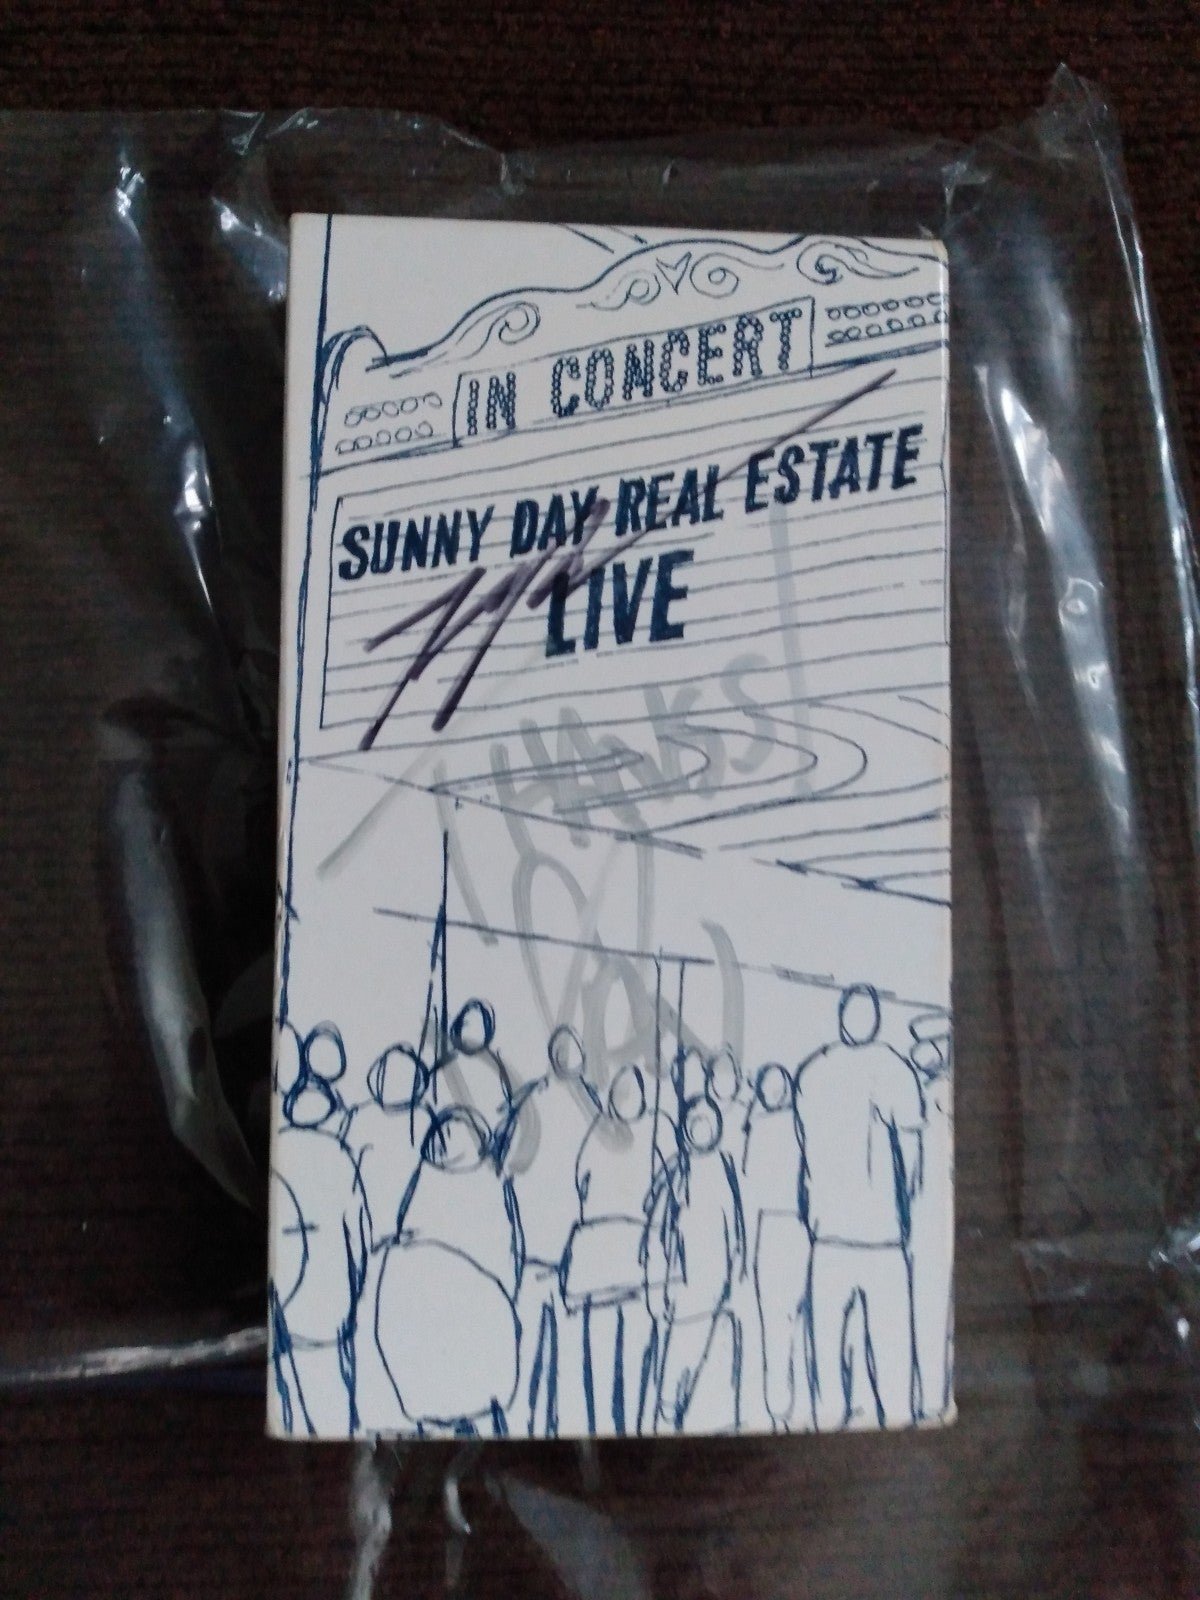 IN CONCERT
SUNNY DAY REAL ESTATE
LIVE
THANKS